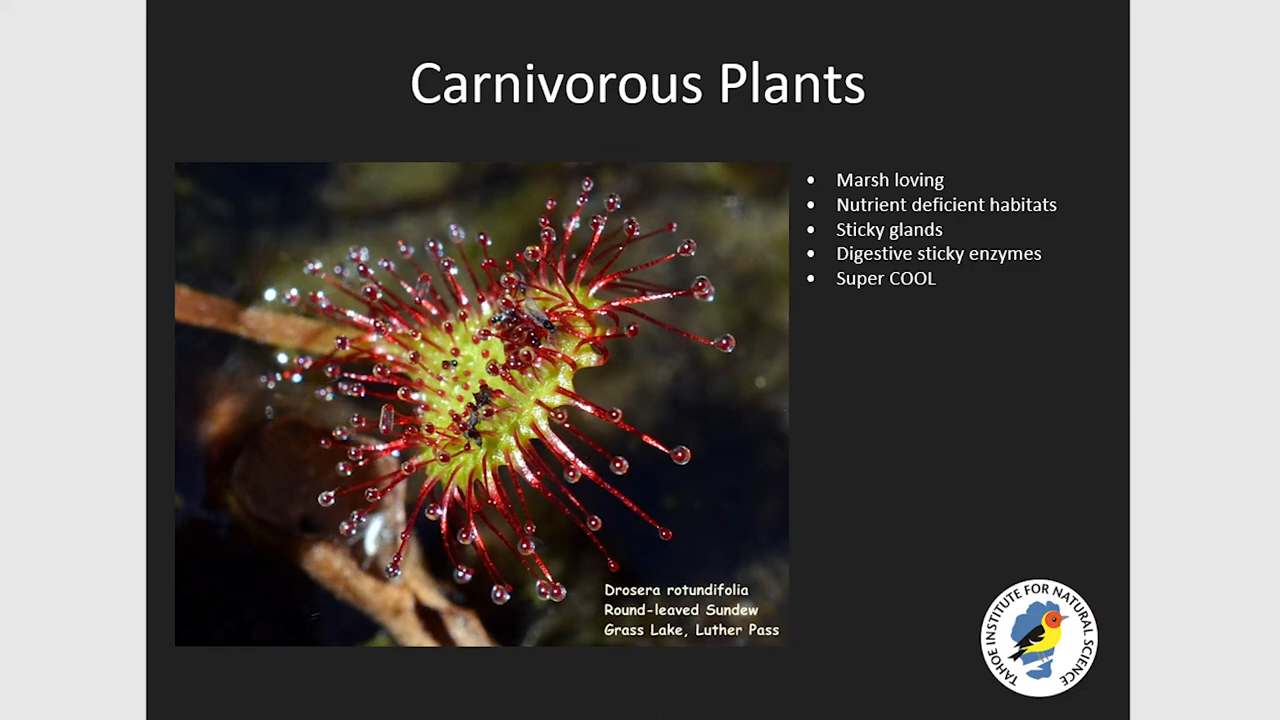 Carnivorous Plants
• Marsh loving
• Nutrient deficient habitats
• Sticky glands
• Digestive sticky enzymes
• Super COOL
Drosera rotundifolia
Round-leaved Sundew
Grass Lake, Luther Pass
TAHOE INSTITUTE FOR NATURAL SCIENCE